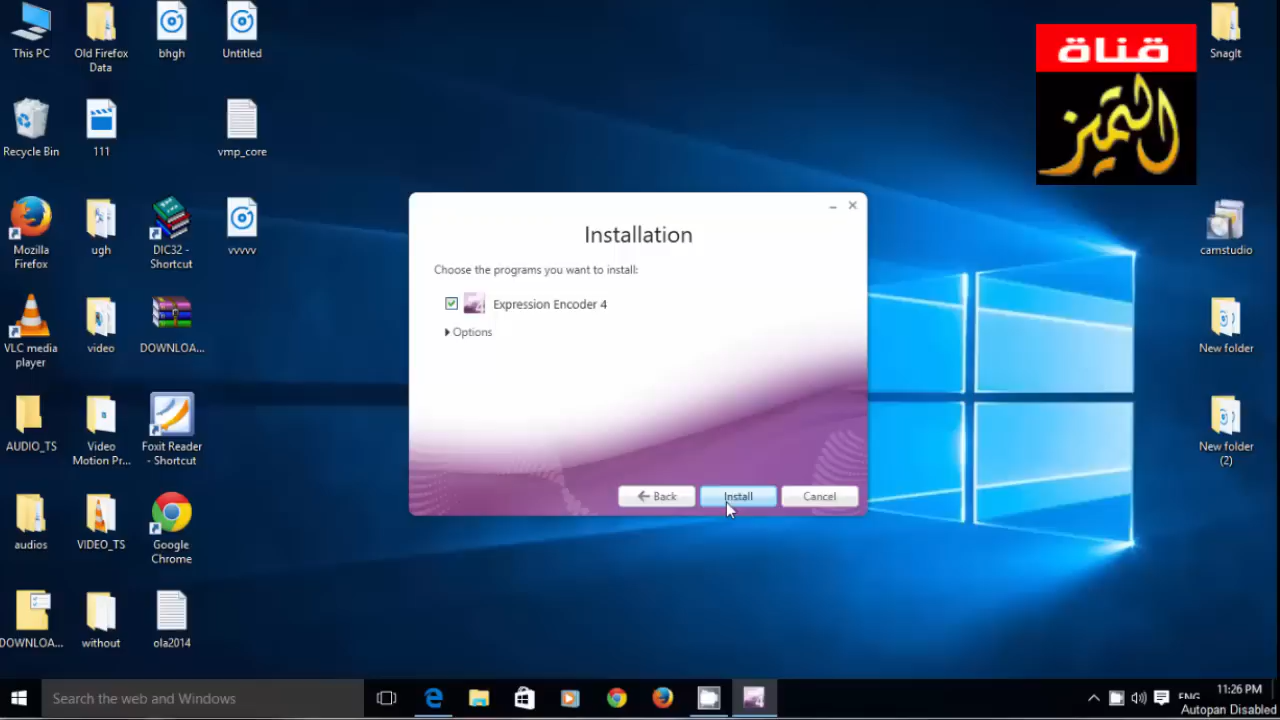 This PC
Old Firefox
Data
bhgh
Untitled
Recycle Bin
111
vmp_core
Mozilla
Firefox
ugh
DIC32 -
Shortcut
vvvvv
VLC media
player
video
DOWNLOA...
AUDIO_TS
Video
Motion Pr...
Foxit Reader
- Shortcut
audios
VIDEO_TS
Google
Chrome
DOWNLOA...
without
ola2014
Installation
Choose the programs you want to install:
Expression Encoder 4
Options
Back
Install
Cancel
قناة
التميز
SnagIt
camstudio
New folder
New folder
(2)
Search the web and Windows
ENG
11:26 PM
Autopan Disabled